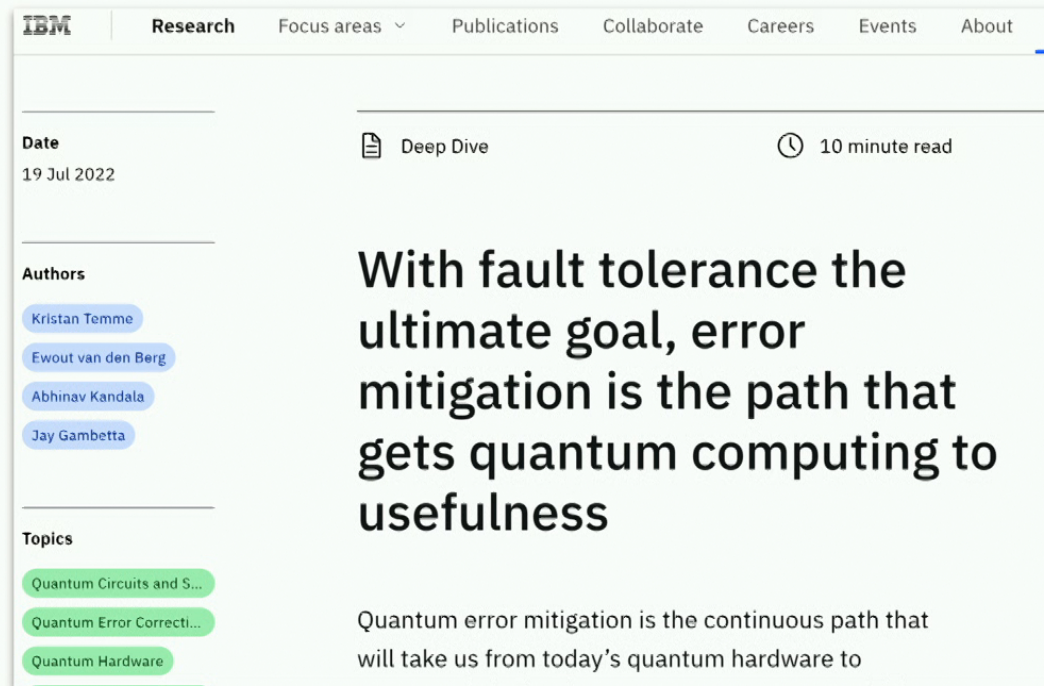 IBM Research Focus areas Publications Collaborate Careers Events About
Date
19 Jul 2022
Authors
Kristan Temme
Ewout van den Berg
Abhinav Kandala
Jay Gambetta
Topics
Quantum Circuits and S...
Quantum Error Correcti...
Quantum Hardware
Deep Dive 10 minute read
With fault tolerance the
ultimate goal, error
mitigation is the path that
gets quantum computing to
usefulness
Quantum error mitigation is the continuous path that
will take us from today's quantum hardware to